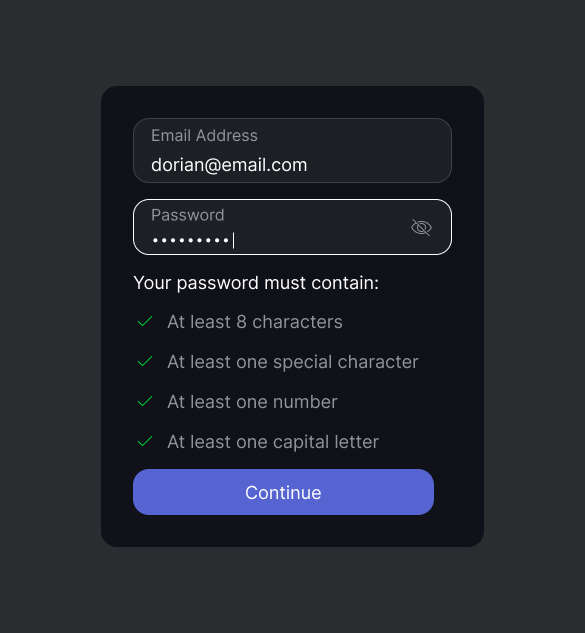 Email Address
dorian@email.com
Password
•••••••••
Your password must contain:
At least 8 characters
At least one special character
At least one number
At least one capital letter
Continue